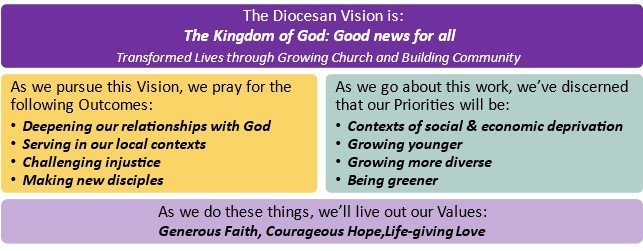 The Diocesan Vision is:
The Kingdom of God: Good news for all
Transformed Lives through Growing Church and Building Community
As we pursue this Vision, we pray for the
following Outcomes:
• Deepening our relationships with God
• Serving in our local contexts
• Challenging injustice
• Making new disciples
As we go about this work, we’ve discerned
that our Priorities will be:
• Contexts of social & economic deprivation
• Growing younger
• Growing more diverse
• Being greener
As we do these things, we’ll live out our Values:
Generous Faith, Courageous Hope,Life-giving Love